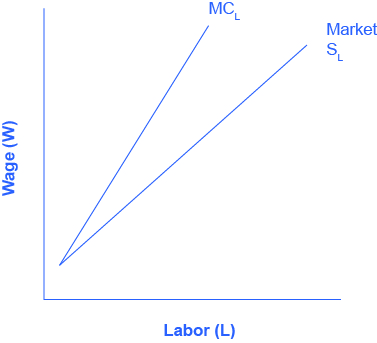 MCL
Market
SL
Wage (W)
Labor (L)